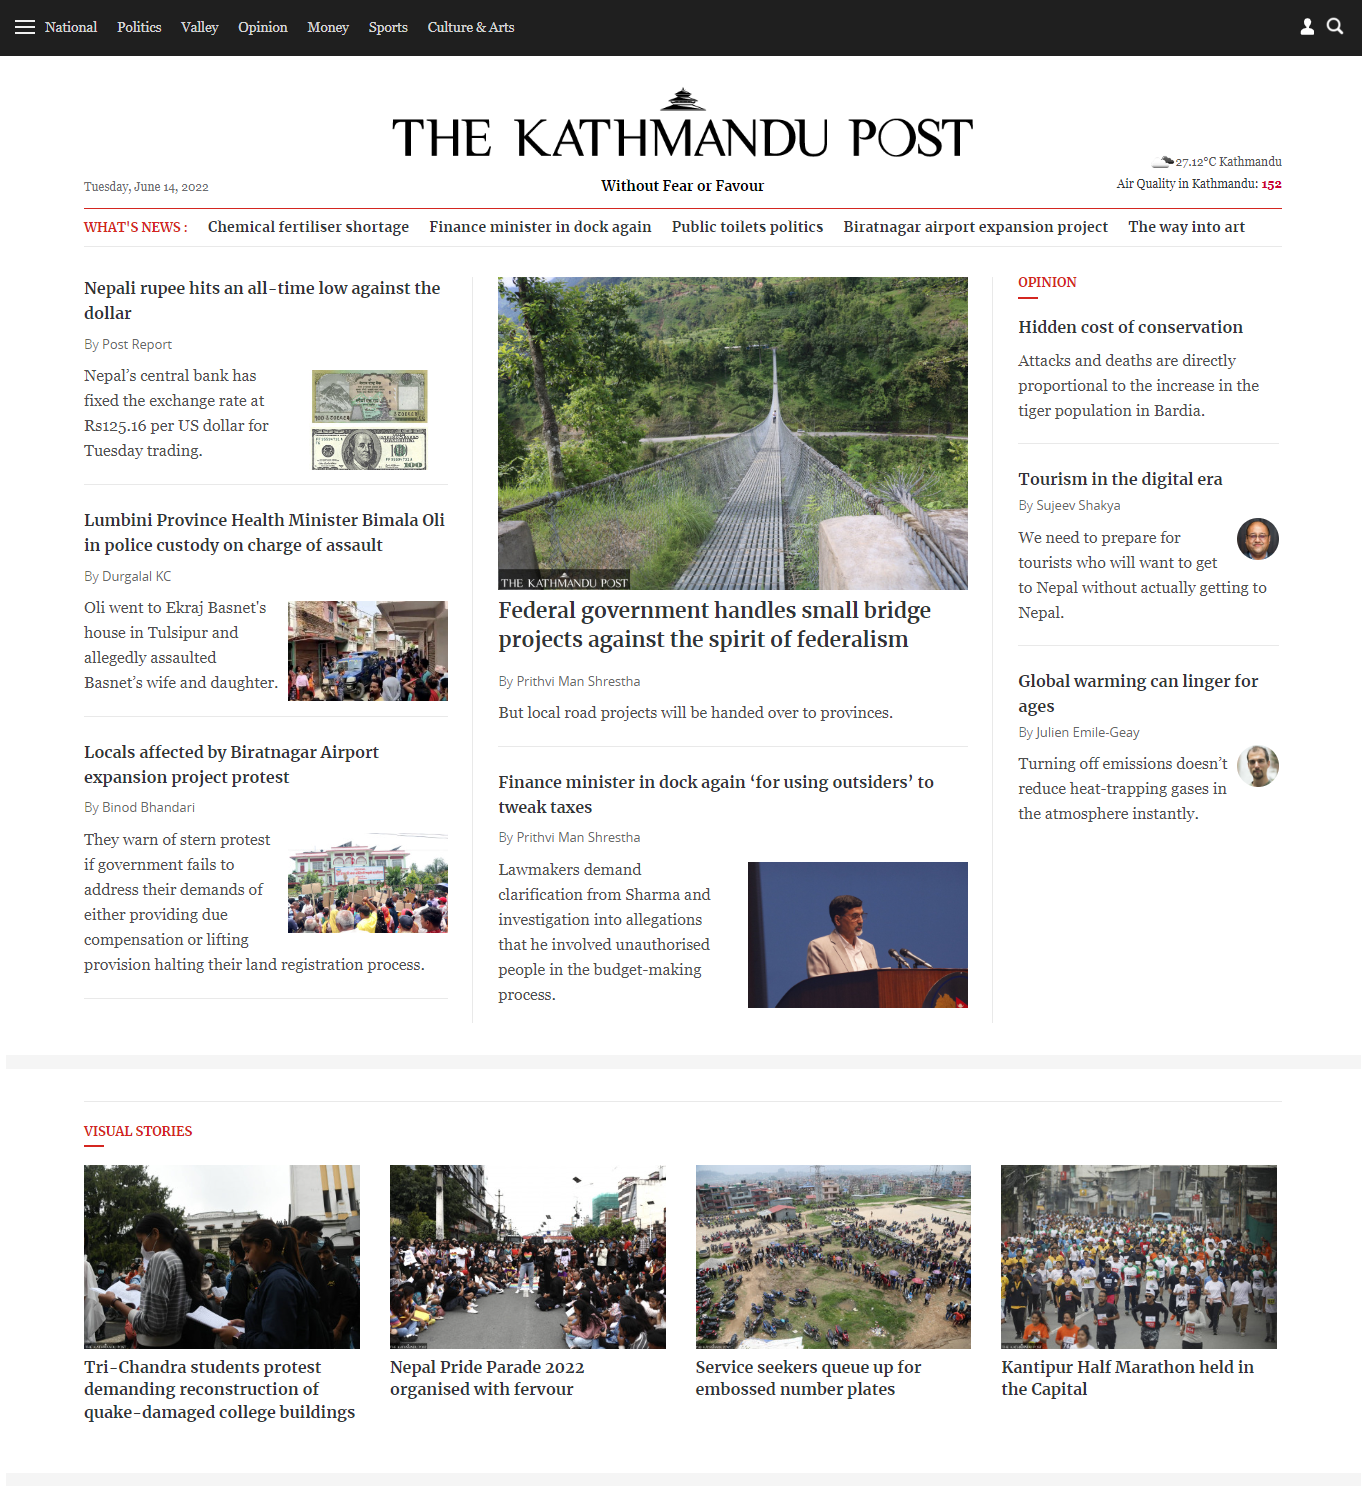 National Politics Valley Opinion Money Sports Culture & Arts
THE KATHMANDU POST
27.12°C Kathmandu
Tuesday, June 14, 2022
Without Fear or Favour
Air Quality in Kathmandu: 152
WHAT'S NEWS : Chemical fertiliser shortage Finance minister in dock again Public toilets politics Biratnagar airport expansion project The way into art
Nepali rupee hits an all-time low against the
dollar
By Post Report
Nepal's central bank has
fixed the exchange rate at
Rs125.16 per US dollar for
Tuesday trading.
Lumbini Province Health Minister Bimala Oli
in police custody on charge of assault
By Durgalal KC
Oli went to Ekraj Basnet's
house in Tulsipur and
allegedly assaulted
Basnet's wife and daughter.
Locals affected by Biratnagar Airport
expansion project protest
By Binod Bhandari
They warn of stern protest
if government fails to
address their demands of
either providing due
compensation or lifting
provision halting their land registration process.
THE KATHMANDU POST
Federal government handles small bridge
projects against the spirit of federalism
By Prithvi Man Shrestha
But local road projects will be handed over to provinces.
Finance minister in dock again ‘for using outsiders’ to
tweak taxes
By Prithvi Man Shrestha
Lawmakers demand
clarification from Sharma and
investigation into allegations
that he involved unauthorised
people in the budget-making
process.
OPINION
Hidden cost of conservation
Attacks and deaths are directly
proportional to the increase in the
tiger population in Bardia.
Tourism in the digital era
By Sujeev Shakya
We need to prepare for
tourists who will want to get
to Nepal without actually getting to
Nepal.
Global warming can linger for
ages
By Julien Emile-Geay
Turning off emissions doesn’t
reduce heat-trapping gases in
the atmosphere instantly.
VISUAL STORIES
Tri-Chandra students protest
demanding reconstruction of
quake-damaged college buildings
Nepal Pride Parade 2022
organised with fervour
Service seekers queue up for
embossed number plates
Kantipur Half Marathon held in
the Capital